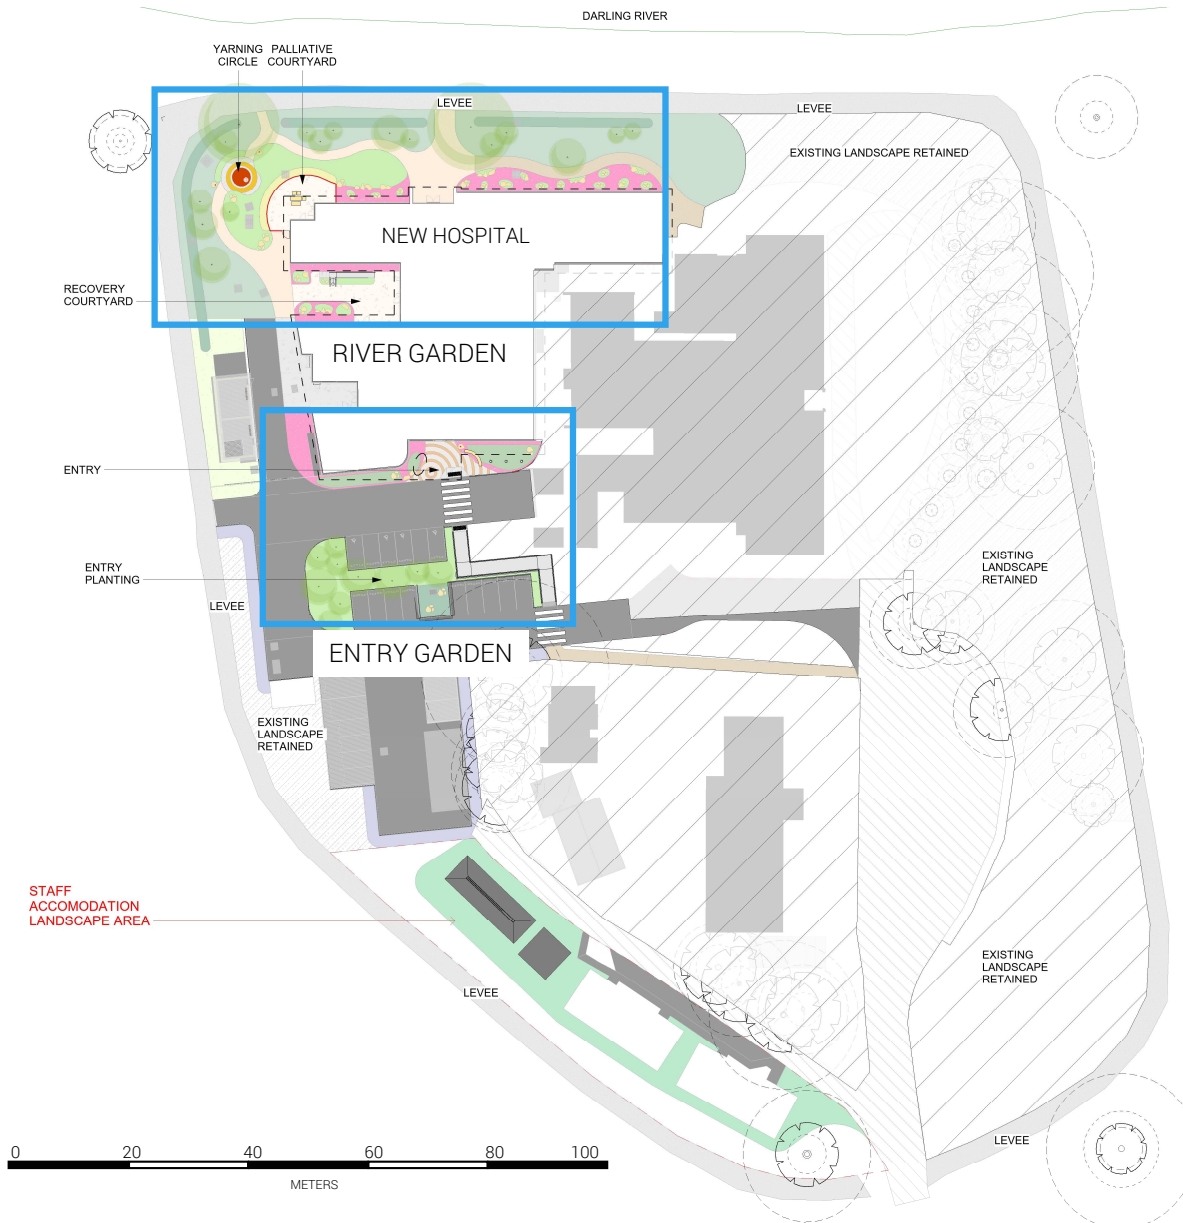 DARLING RIVER
YARNING
CIRCLE
PALLIATIVE
COURTYARD
LEVEE
LEVEE
EXISTING LANDSCAPE RETAINED
NEW HOSPITAL
RECOVERY
COURTYARD
RIVER GARDEN
ENTRY
ENTRY
PLANTING
EXISTING
LANDSCAPE
RETAINED
LEVEE
ENTRY GARDEN
EXISTING
LANDSCAPE
RETAINED
STAFF
ACCOMODATION
LANDSCAPE AREA
EXISTING
LANDSCAPE
RETAINED
LEVEE
LEVEE
0 20 40 60 80 100
METERS